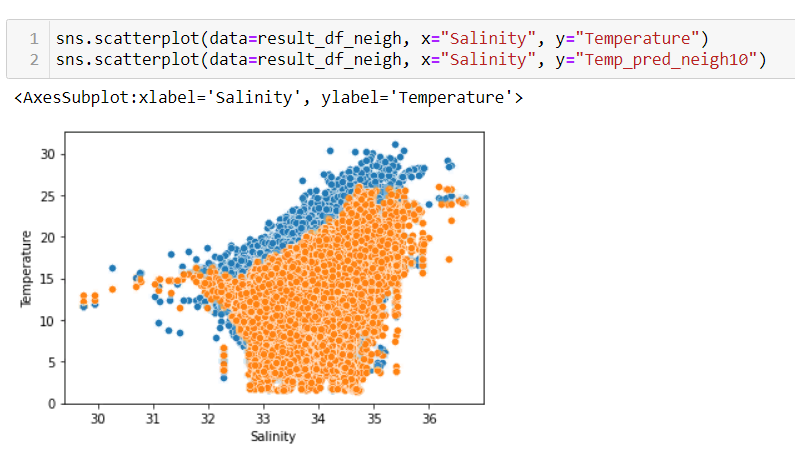 1 sns.scatterplot(data=result_df_neigh, x="Salinity", y="Temperature")
2 sns.scatterplot(data=result_df_neigh, x="Salinity", y="Temp_pred_neigh10")
<AxesSubplot:xlabel='Salinity', ylabel='Temperature'>
30
25
20
15
10
5
0
Temperature
30 31 32 33 34 35 36
Salinity